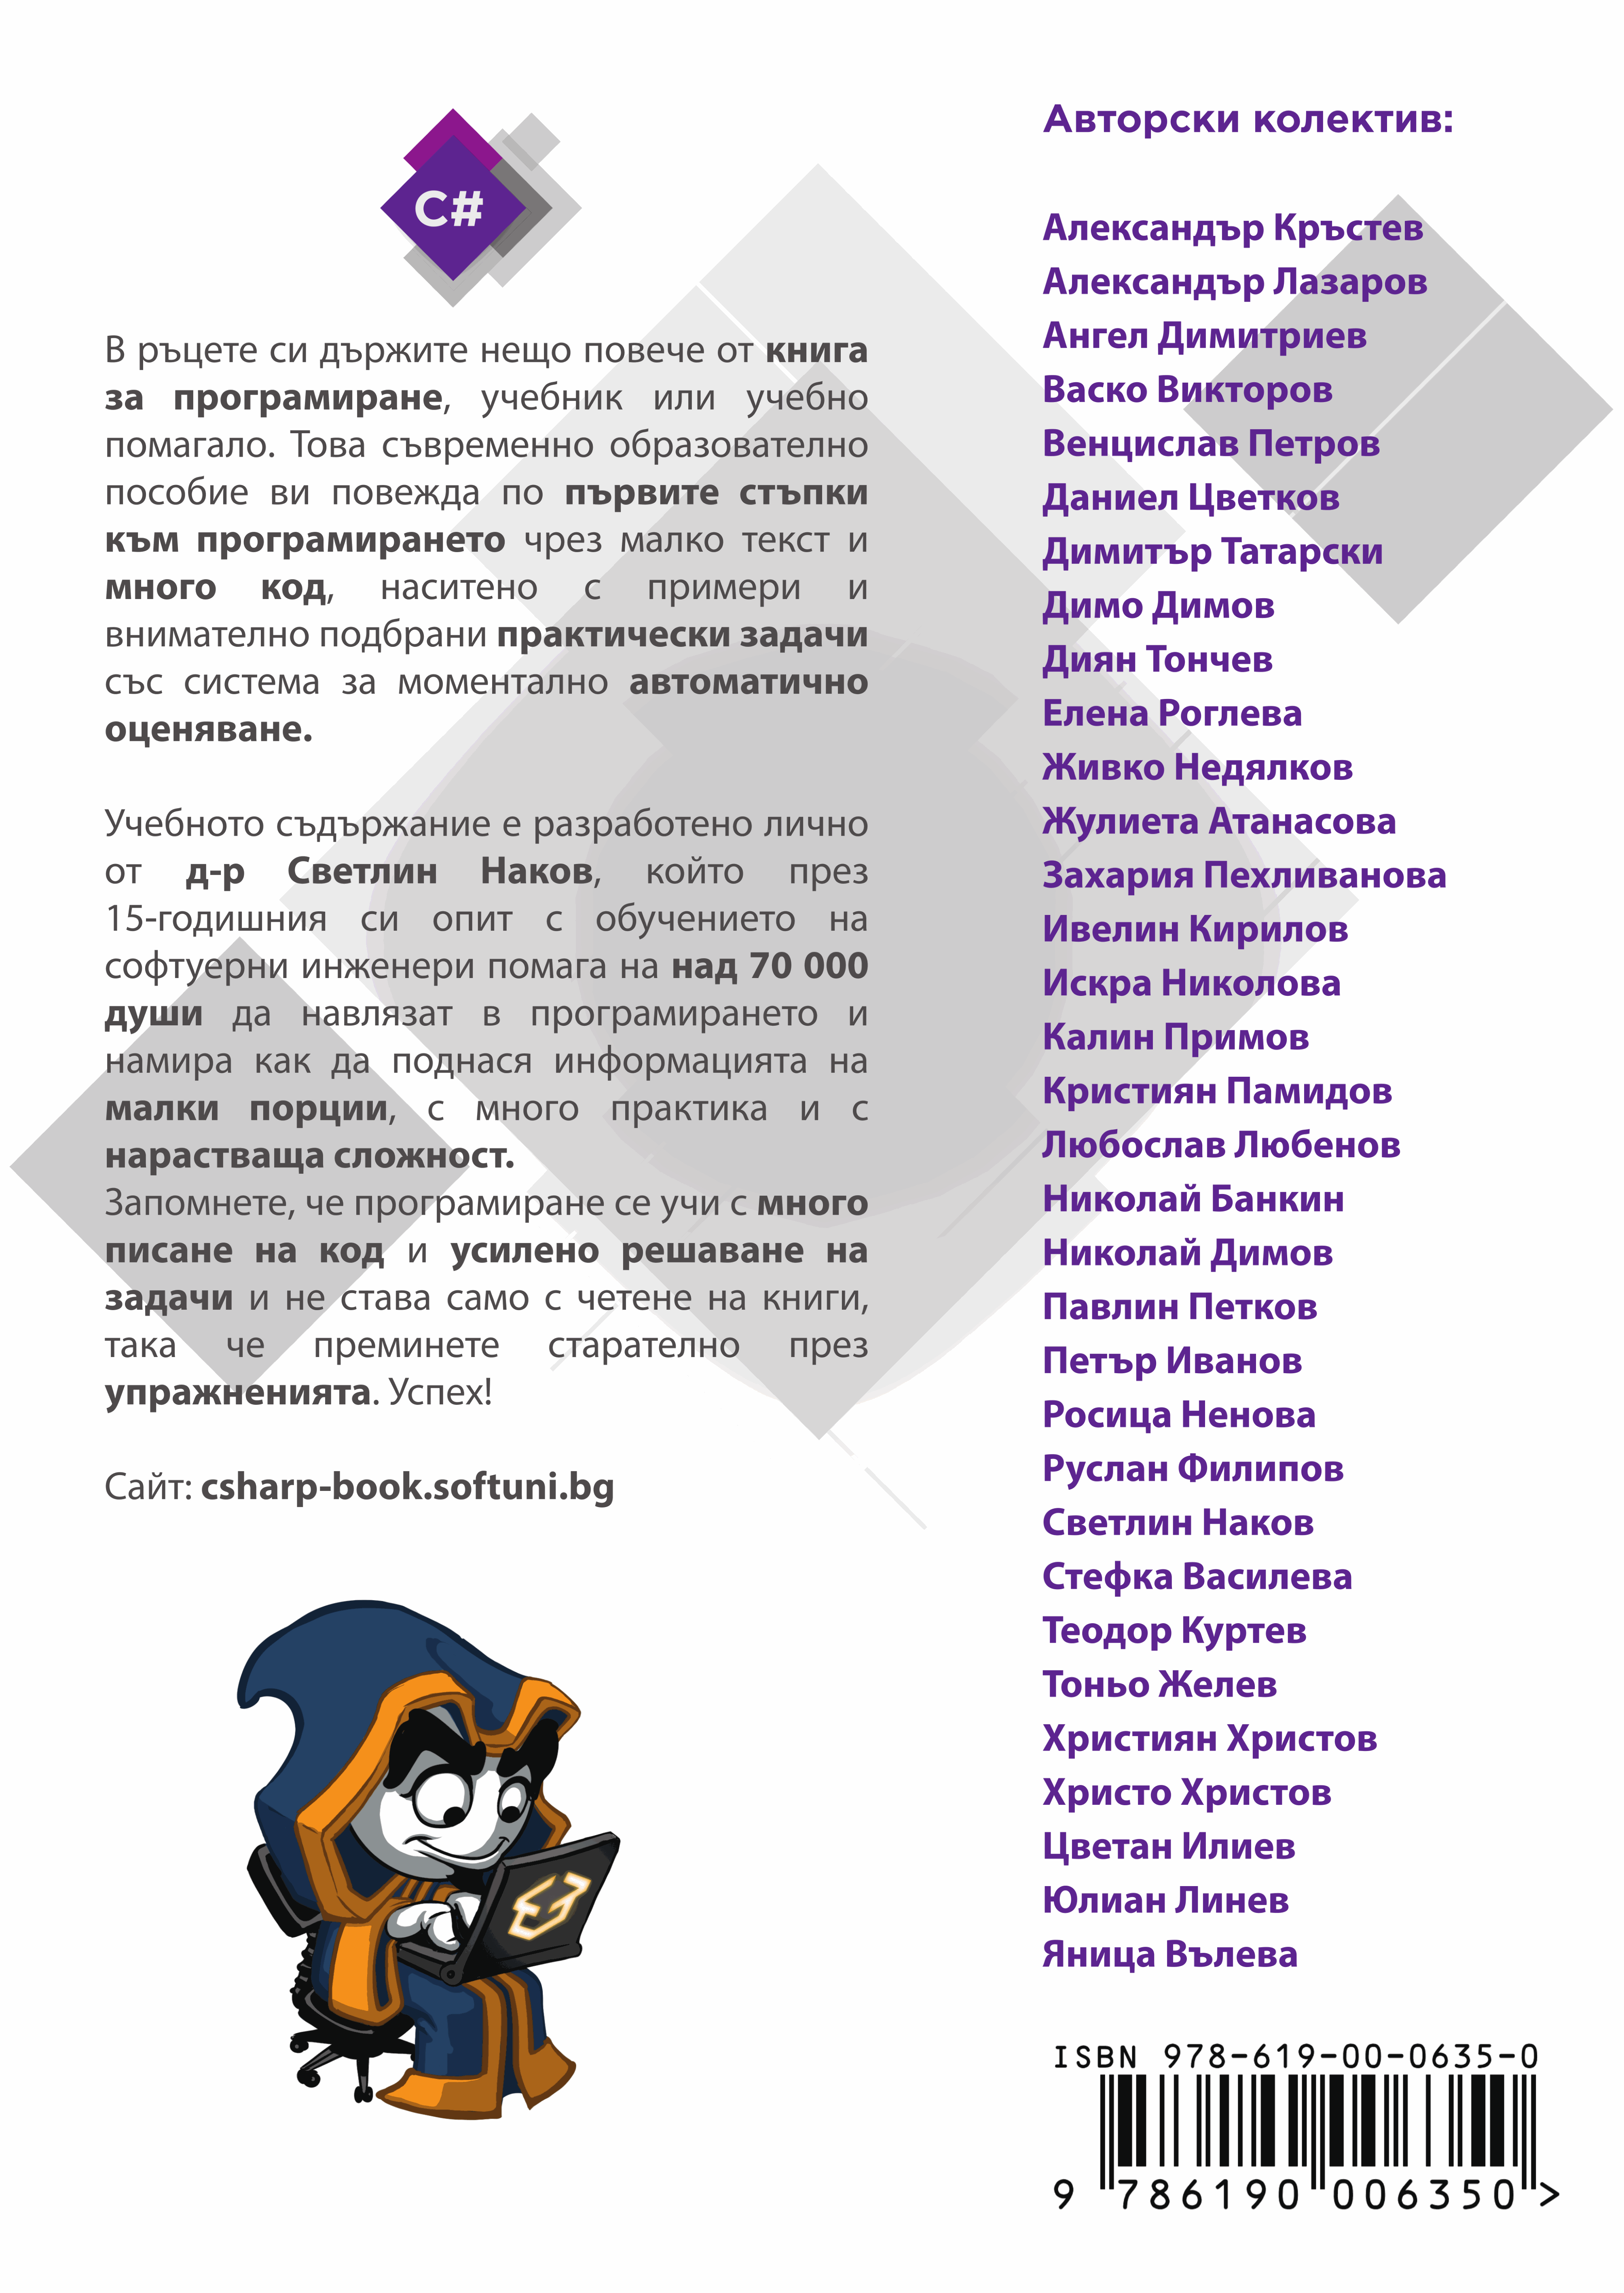 C#
В ръцете си държите нещо повече от книга
за програмиране, учебник или учебно
помагало. Това съвременно образователно
пособие ви повежда по първите стъпки
към програмирането чрез малко текст и
много код, наситено с примери и
внимателно подбрани практически задачи
със система за моментално автоматично
оценяване.
Учебното съдържание е разработено лично
от д-р Светлин Наков, който през
15-годишния си опит с обучението на
софтуерни инженери помага на над 70 000
души да навлязат в програмирането и
намира как да поднася информацията на
малки порции, с много практика и с
нарастваща сложност.
Запомнете, че програмиране се учи с много
писане на код и усилено решаване на
задачи и не става само с четене на книги,
така че преминете старателно през
упражненията. Успех!
Сайт: csharp-book.softuni.bg
Авторски колектив:
Александър Кръстев
Александър Лазаров
Ангел Димитриев
Васко Викторов
Венцислав Петров
Даниел Цветков
Димитър Татарски
Димо Димов
Диян Тончев
Елена Роглева
Живко Недялков
Жулиета Атанасова
Захария Пехливанова
Ивелин Кирилов
Искра Николова
Калин Примов
Кристиян Памидов
Любослав Любенов
Николай Банкин
Николай Димов
Павлин Петков
Петър Иванов
Росица Ненова
Руслан Филипов
Светлин Наков
Стефка Василева
Теодор Куртев
Тоньо Желев
Християн Христов
Христо Христов
Цветан Илиев
Юлиан Линев
Яница Вълева
ISBN 978-619-00-0635-0
9 786190 006350 >